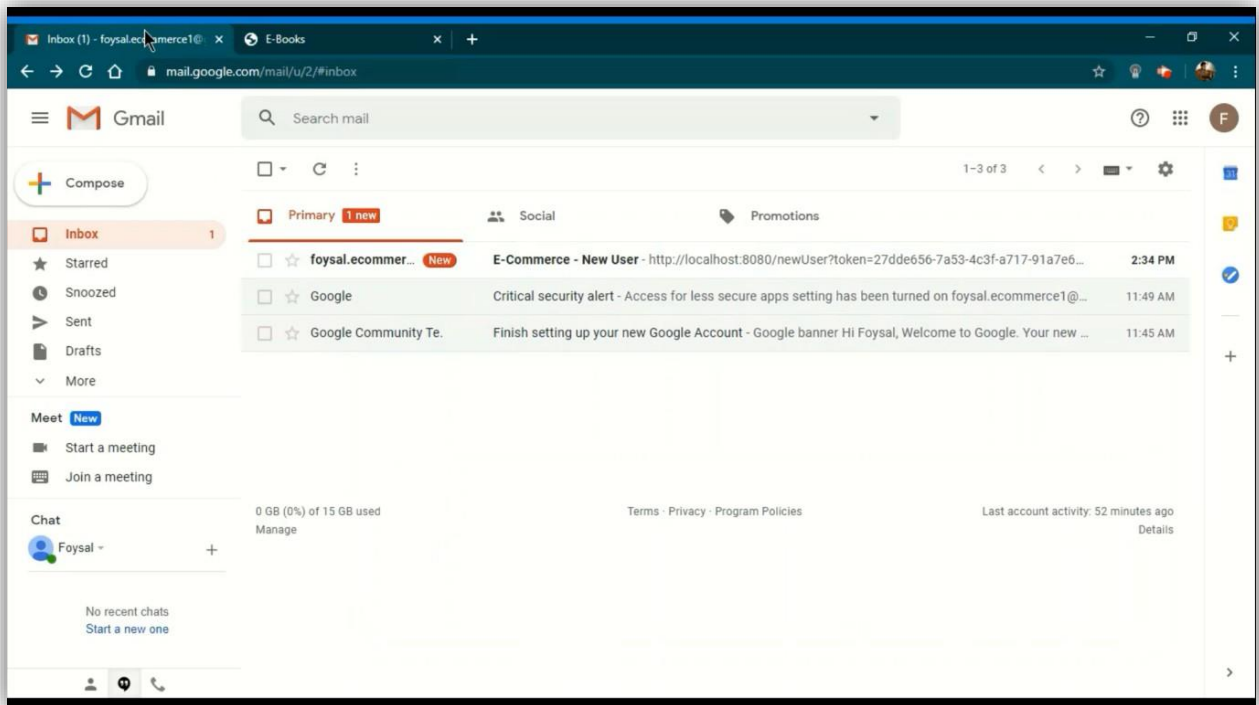 Inbox (1) - foysal.ecommerce1@
E-Books
mail.google.com/mail/u/2/#inbox
Gmail
Search mail
F
Compose
1–3 of 3
31
Primary 1 new
Social
Promotions
Inbox 1
Starred
Snoozed
Sent
Drafts
More
foysal.ecommer... New E-Commerce - New User - http://localhost:8080/newUser?token=27dde656-7a53-4c3f-a717-91a7e6... 2:34 PM
Google Critical security alert - Access for less secure apps setting has been turned on foysal.ecommerce1@... 11:49 AM
Google Community Te. Finish setting up your new Google Account - Google banner Hi Foysal, Welcome to Google. Your new ... 11:45 AM
Meet New
Start a meeting
Join a meeting
Chat
Foysal
No recent chats
Start a new one
0 GB (0%) of 15 GB used
Manage
Terms · Privacy · Program Policies
Last account activity: 52 minutes ago
Details